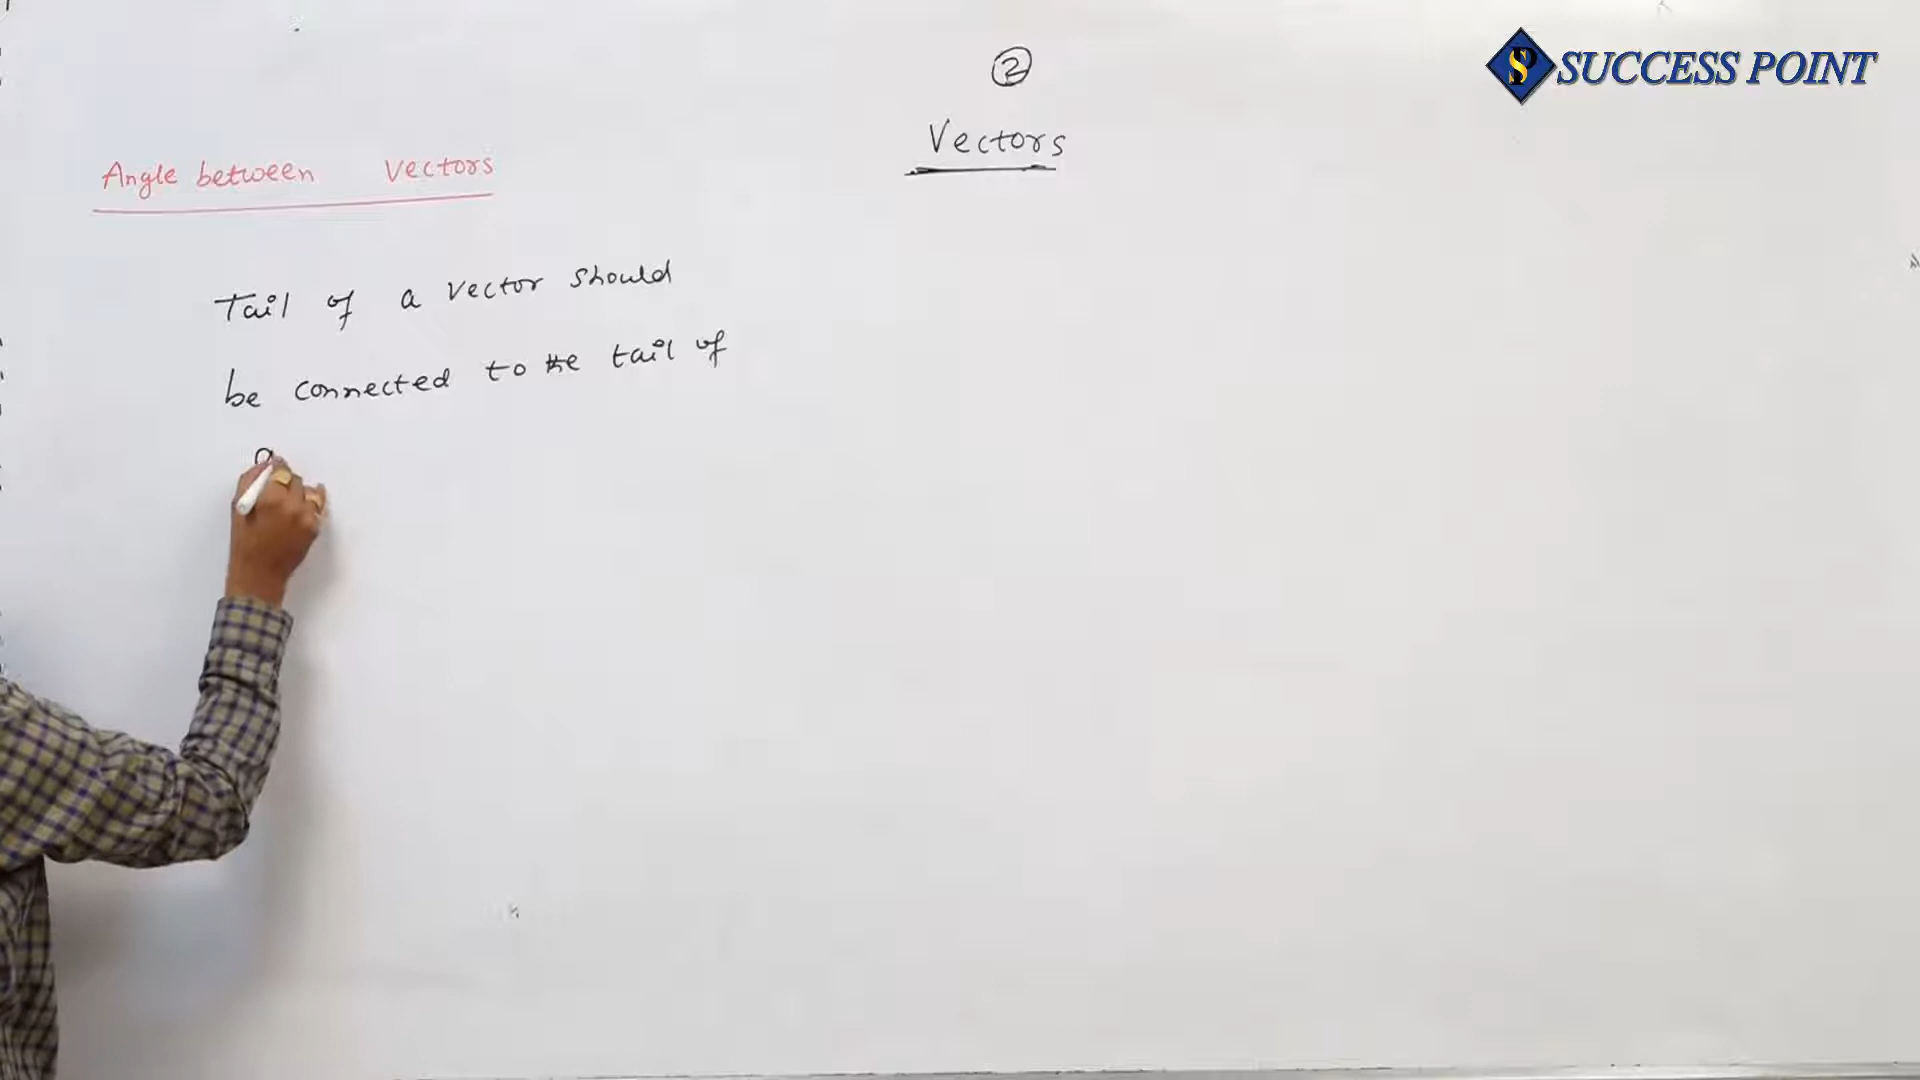 ②
SUCCESS POINT
Vectors
Angle between Vectors
Tail of a vector should
be connected to the tail of
a